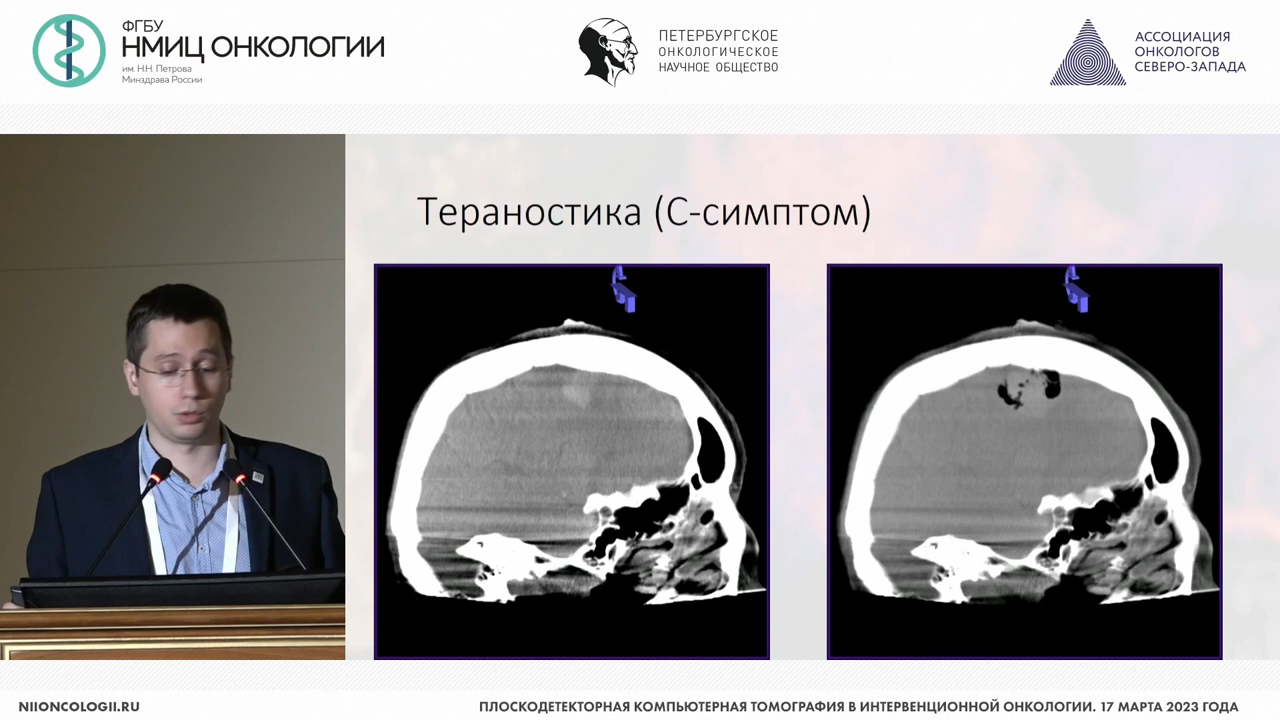 ФГБУ
НМИЦ ОНКОЛОГИИ
им. Н.Н. Петрова
Минздрава России
ПЕТЕРБУРГСКОЕ
ОНКОЛОГИЧЕСКОЕ
НАУЧНОЕ ОБЩЕСТВО
АССОЦИАЦИЯ
ОНКОЛОГОВ
СЕВЕРО-ЗАПАДА
Тераностика (С-симптом)
NIIONCOLOGII.RU
ПЛОСКОДЕТЕКТОРНАЯ КОМПЬЮТЕРНАЯ ТОМОГРАФИЯ В ИНТЕРВЕНЦИОННОЙ ОНКОЛОГИИ. 17 МАРТА 2023 ГОДА